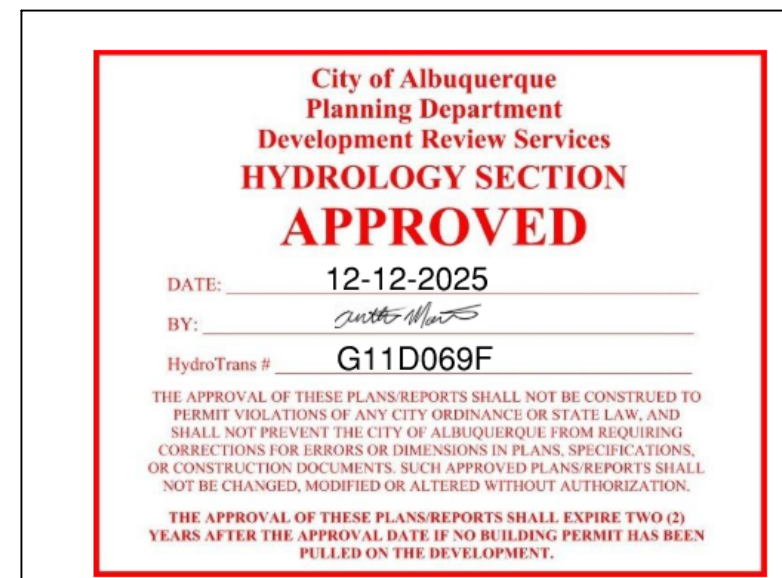 City of Albuquerque
Planning Department
Development Review Services
HYDROLOGY SECTION
APPROVED
DATE: 12-12-2025
BY:
HydroTrans # G11D069F
THE APPROVAL OF THESE PLANS/REPORTS SHALL NOT BE CONSTRUED TO
PERMIT VIOLATIONS OF ANY CITY ORDINANCE OR STATE LAW, AND
SHALL NOT PREVENT THE CITY OF ALBUQUERQUE FROM REQUIRING
CORRECTIONS FOR ERRORS OR DIMENSIONS IN PLANS, SPECIFICATIONS,
OR CONSTRUCTION DOCUMENTS. SUCH APPROVED PLANS/REPORTS SHALL
NOT BE CHANGED, MODIFIED OR ALTERED WITHOUT AUTHORIZATION.
THE APPROVAL OF THESE PLANS/REPORTS SHALL EXPIRE TWO (2)
YEARS AFTER THE APPROVAL DATE IF NO BUILDING PERMIT HAS BEEN
PULLED ON THE DEVELOPMENT.